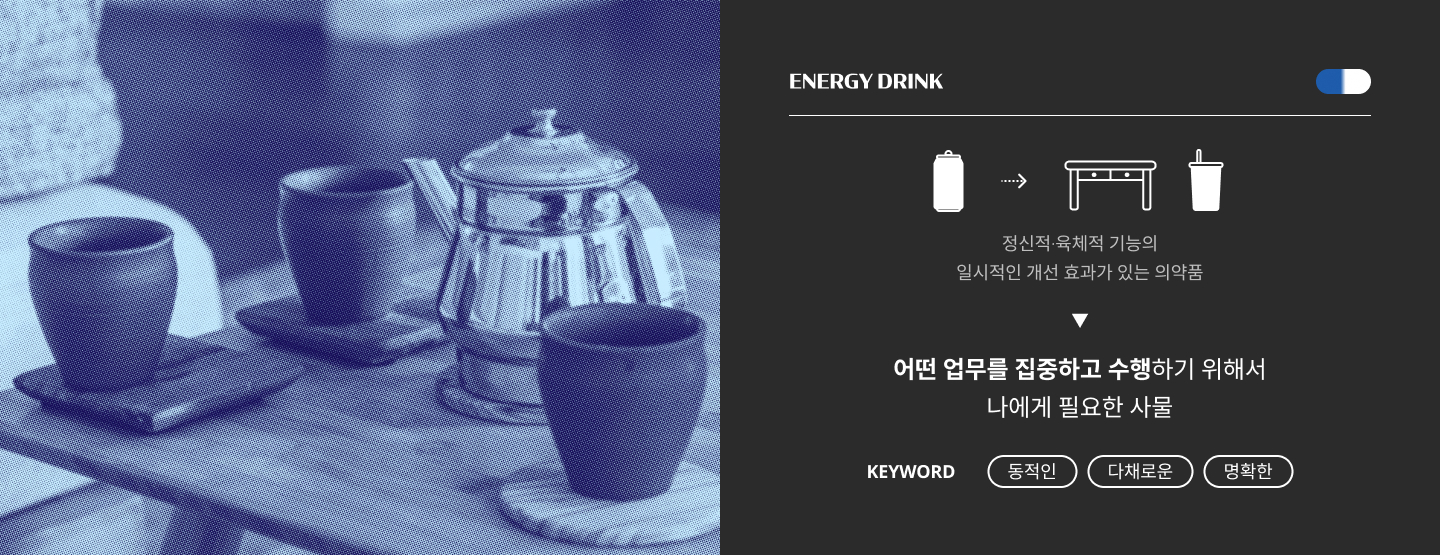 ENERGY DRINK
정신적·육체적 기능의
일시적인 개선 효과가 있는 의약품
어떤 업무를 집중하고 수행하기 위해서
나에게 필요한 사물
KEYWORD 동적인 다채로운 명확한